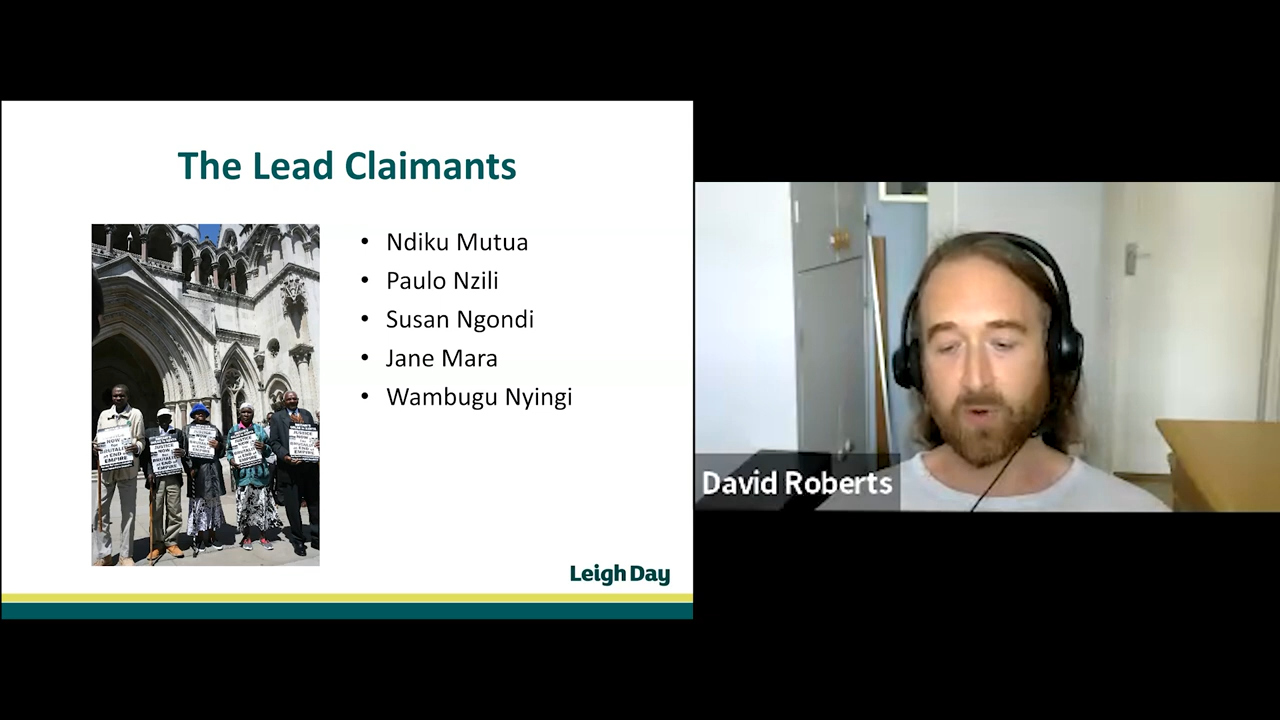 The Lead Claimants
• Ndiku Mutua
• Paulo Nzili
• Susan Ngondi
• Jane Mara
• Wambugu Nyingi
Leigh Day
David Roberts